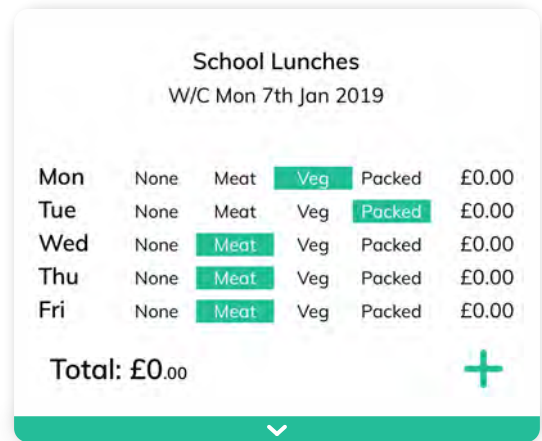 School Lunches
W/C Mon 7th Jan 2019
Mon None Meat Veg Packed £0.00
Tue None Meat Veg Packed £0.00
Wed None Meat Veg Packed £0.00
Thu None Meat Veg Packed £0.00
Fri None Meat Veg Packed £0.00
Total: £0.00